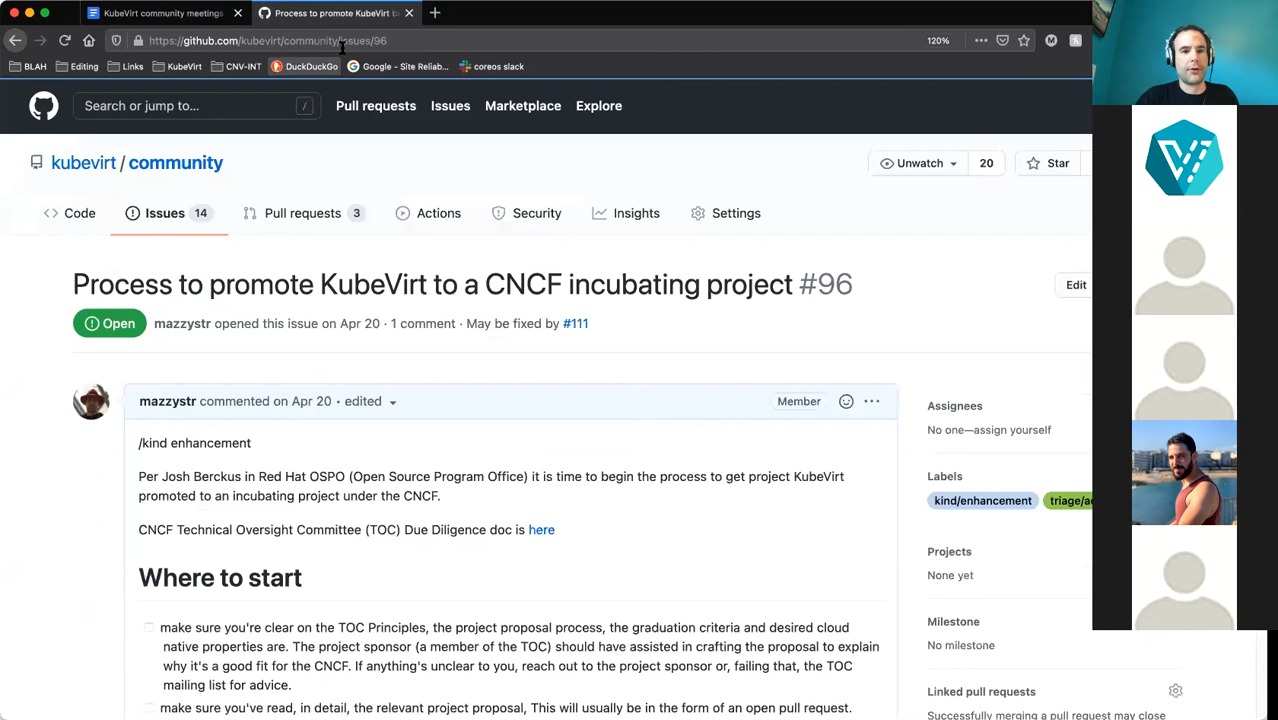 KubeVirt community meetings
Process to promote KubeVirt to
https://github.com/kubevirt/community/issues/96
120%
BLAH
Editing
Links
KubeVirt
CNV-INT
DuckDuckGo
Google - Site Reliab...
coreos slack
Search or jump to...
/
Pull requests
Issues
Marketplace
Explore
kubevirt / community
Unwatch
20
Star
Code
Issues 14
Pull requests 3
Actions
Security
Insights
Settings
Process to promote KubeVirt to a CNCF incubating project #96
Edit
Open
mazzystr opened this issue on Apr 20 · 1 comment · May be fixed by #111
mazzystr commented on Apr 20 · edited
Member
/kind enhancement
Per Josh Berckus in Red Hat OSPO (Open Source Program Office) it is time to begin the process to get project KubeVirt
promoted to an incubating project under the CNCF.
CNCF Technical Oversight Committee (TOC) Due Diligence doc is here
Where to start
make sure you're clear on the TOC Principles, the project proposal process, the graduation criteria and desired cloud
native properties are. The project sponsor (a member of the TOC) should have assisted in crafting the proposal to explain
why it's a good fit for the CNCF. If anything's unclear to you, reach out to the project sponsor or, failing that, the TOC
mailing list for advice.
make sure you've read, in detail, the relevant project proposal, This will usually be in the form of an open pull request.
Assignees
No one—assign yourself
Labels
kind/enhancement
triage/a
Projects
None yet
Milestone
No milestone
Linked pull requests
Successfully merging a pull request may close